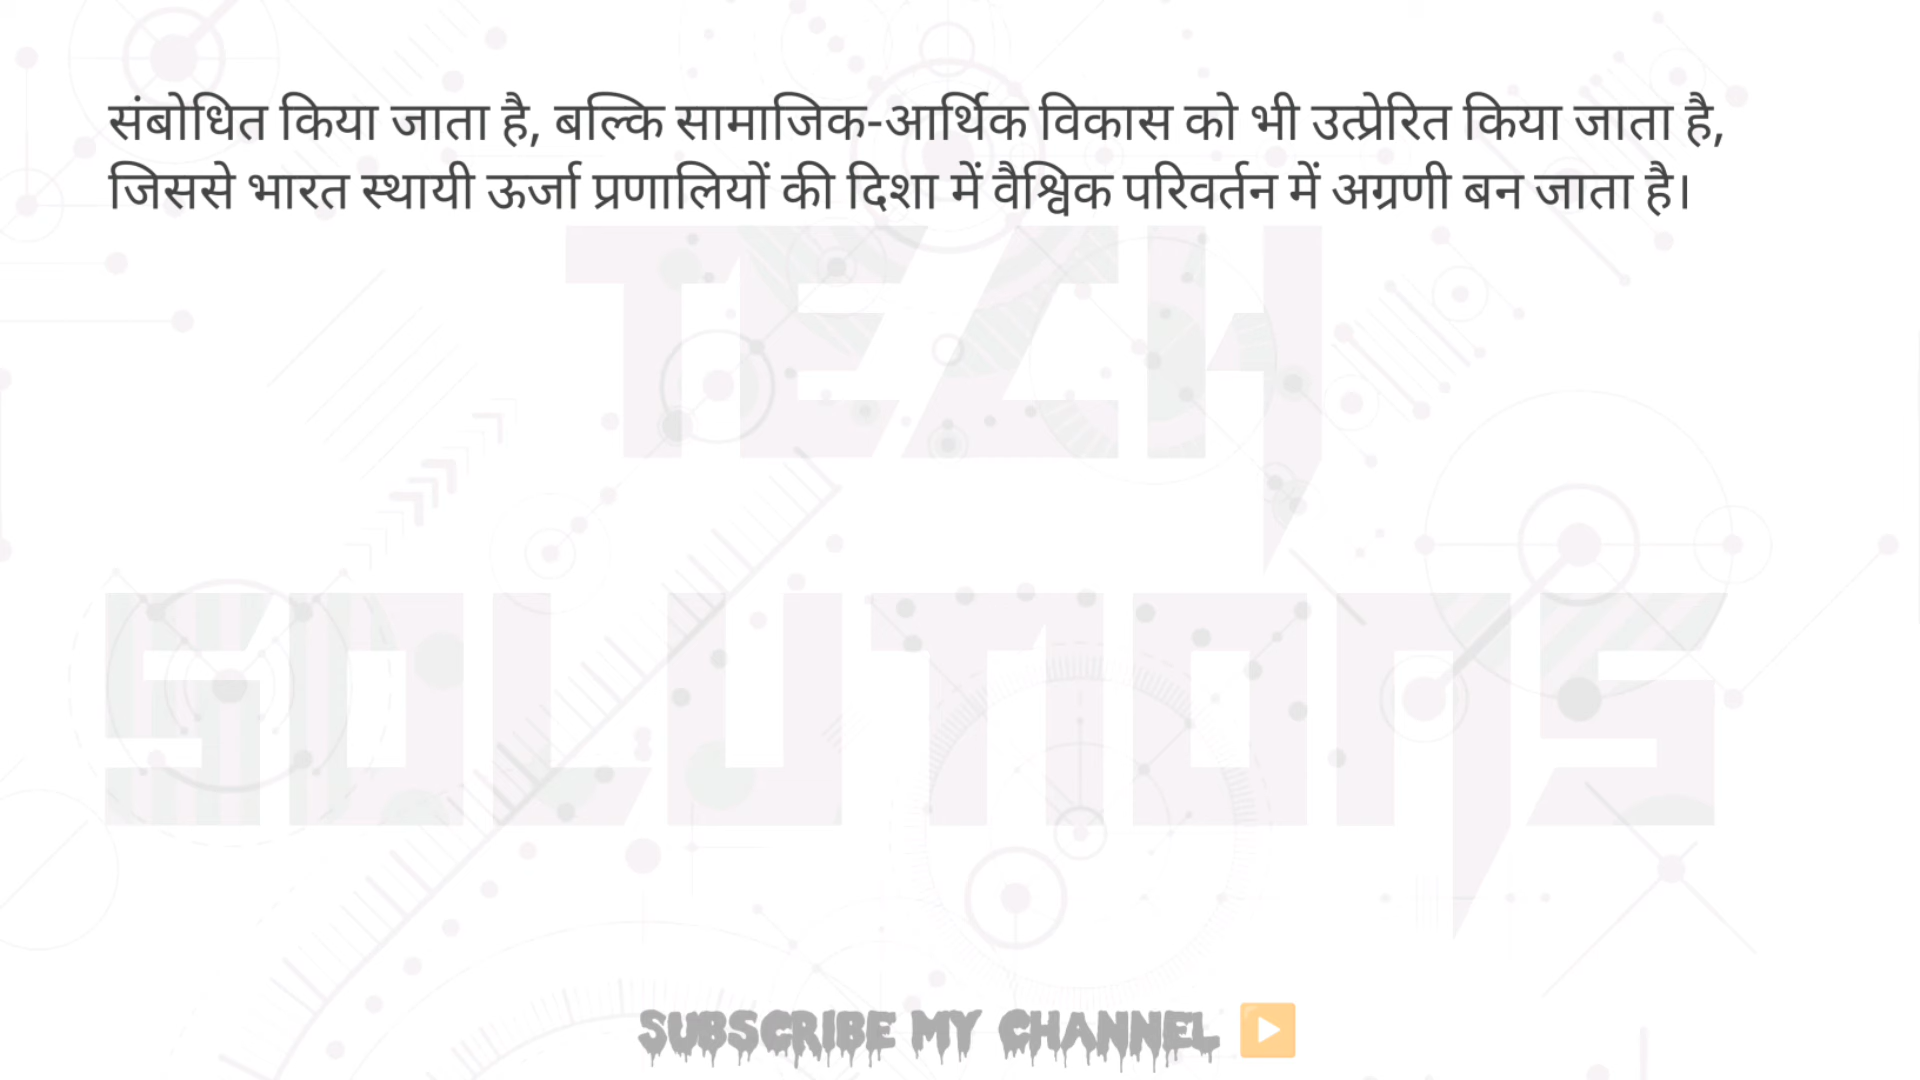 संबोधित किया जाता है, बल्कि सामाजिक-आर्थिक विकास को भी उत्प्रेरित किया जाता है,
जिससे भारत स्थायी ऊर्जा प्रणालियों की दिशा में वैश्विक परिवर्तन में अग्रणी बन जाता है।
TECH
SOLUTIONS
SUBSCRIBE MY CHANNEL